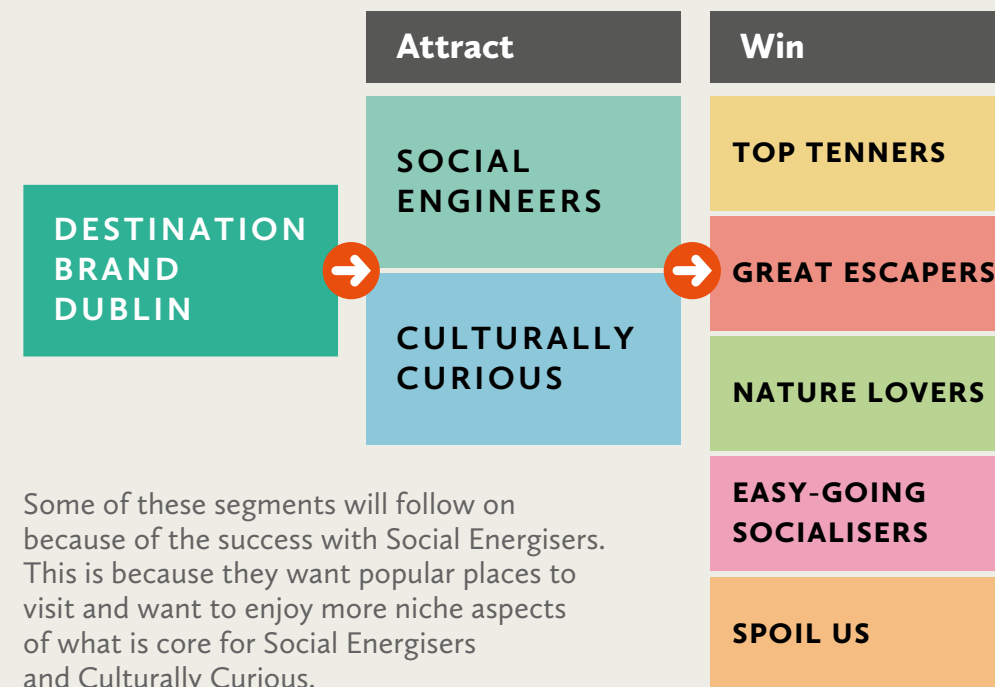 Attract
Win
DESTINATION
BRAND
DUBLIN
SOCIAL
ENGINEERS
CULTURALLY
CURIOUS
TOP TENNERS
GREAT ESCAPERS
NATURE LOVERS
EASY-GOING
SOCIALISERS
SPOIL US
Some of these segments will follow on
because of the success with Social Energisers.
This is because they want popular places to
visit and want to enjoy more niche aspects
of what is core for Social Energisers
and Culturally Curious.